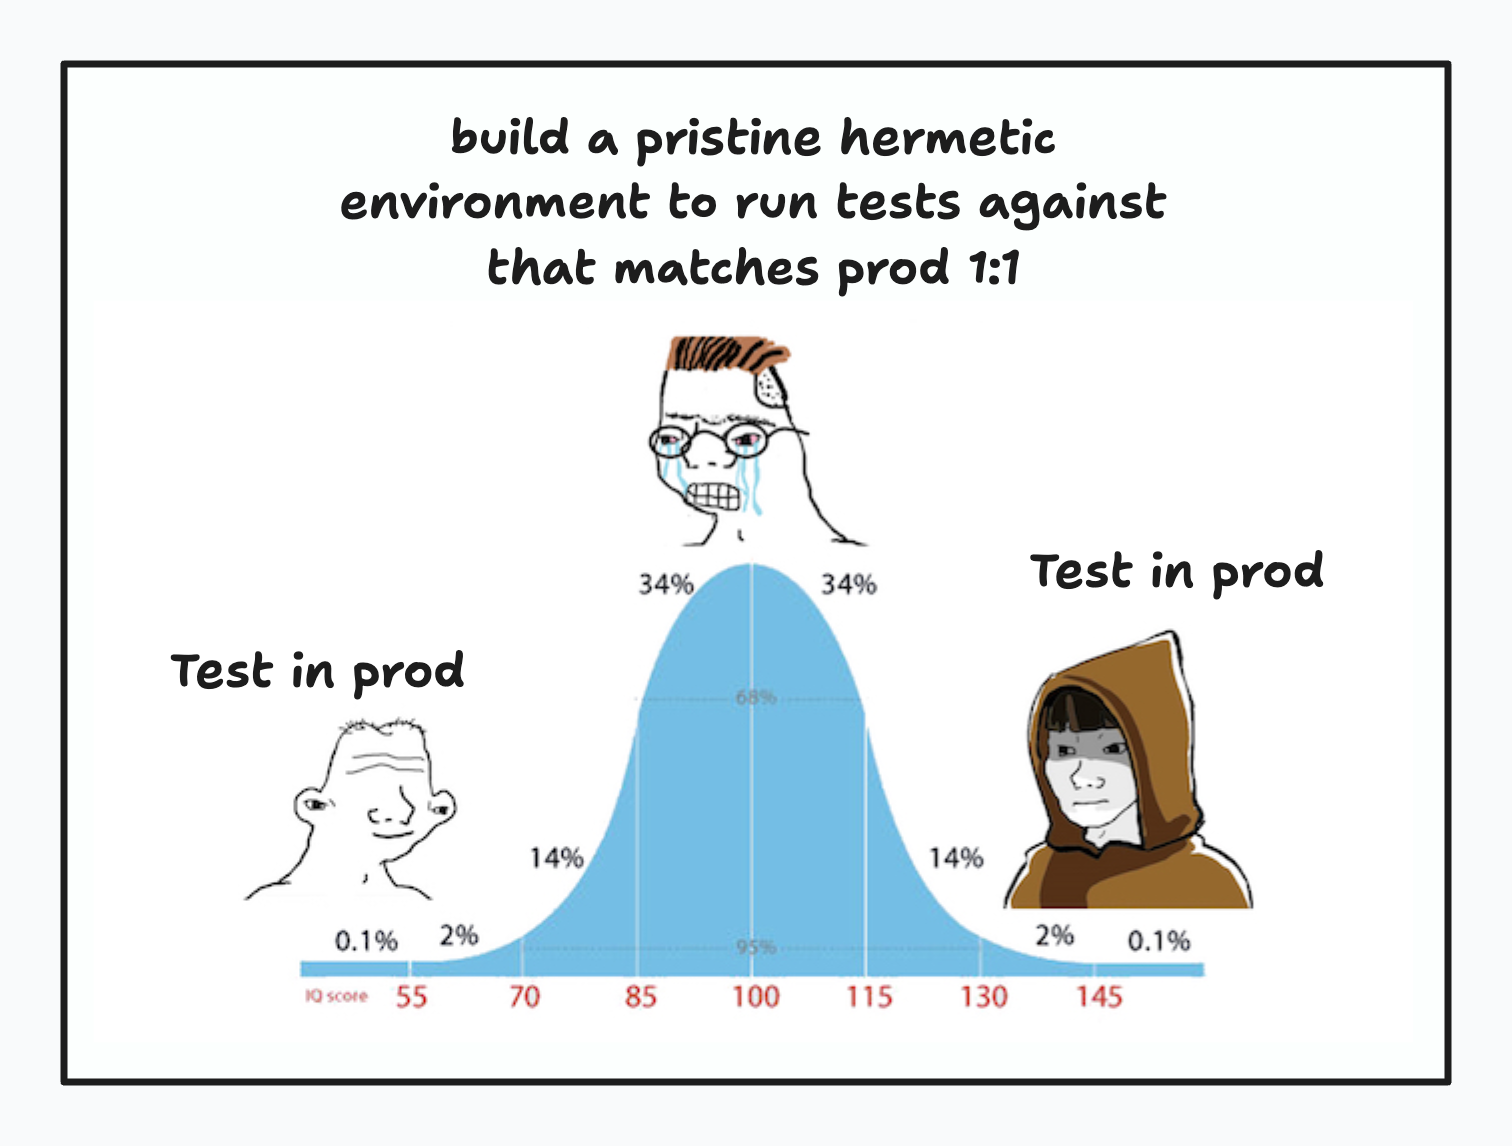 build a pristine hermetic
environment to run tests against
that matches prod 1:1
34%
34%
Test in prod
Test in prod
68%
14%
14%
0.1%
2%
95%
2%
0.1%
IQ score
55
70
85
100
115
130
145